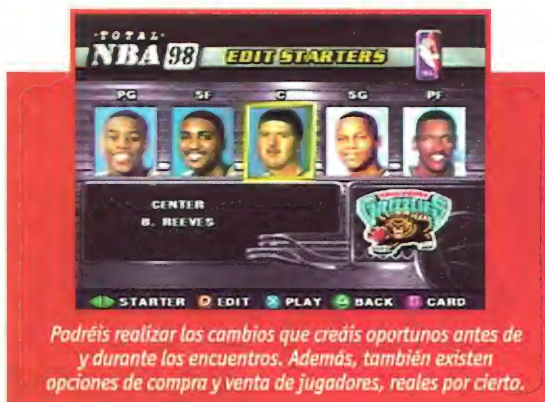 ·TOTAL·
NBA 98 EDIT STARTERS
PG SF C SG PF
CENTER
B. REEVES
GRIZZLIES
STARTER EDIT PLAY BACK CARD
Podréis realizar los cambios que creáis oportunos antes de
y durante los encuentros. Además, también existen
opciones de compra y venta de jugadores, reales por cierto.